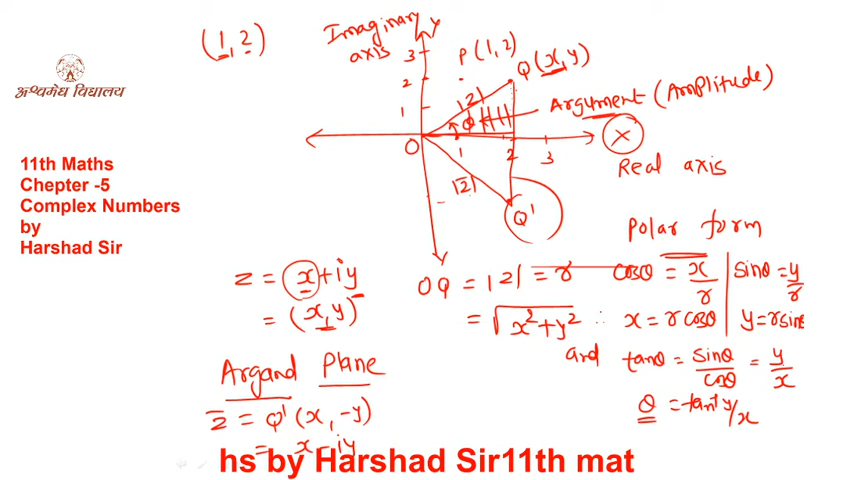 (1, 2)
Imaginary
axis
Y
3
2
1
P (1, 2)
Q (x, y)
|z|
θ
Argument (Amplitude)
O
1
2
3
X
Real axis
|z̅|
Q'
अश्वमेध विद्यालय
11th Maths
Chepter -5
Complex Numbers
by
Harshad Sir
z = x + iy
= (x, y)
Argand Plane
z̅ = Q' (x, -y)
= x - iy
OQ = |z| = r
= √x² + y²
Polar form
cosθ = x/r
sinθ = y/r
∴ x = r cosθ
y = r sinθ
and tanθ = sinθ/cosθ = y/x
θ = tan⁻¹ y/x
hs by Harshad Sir11th mat